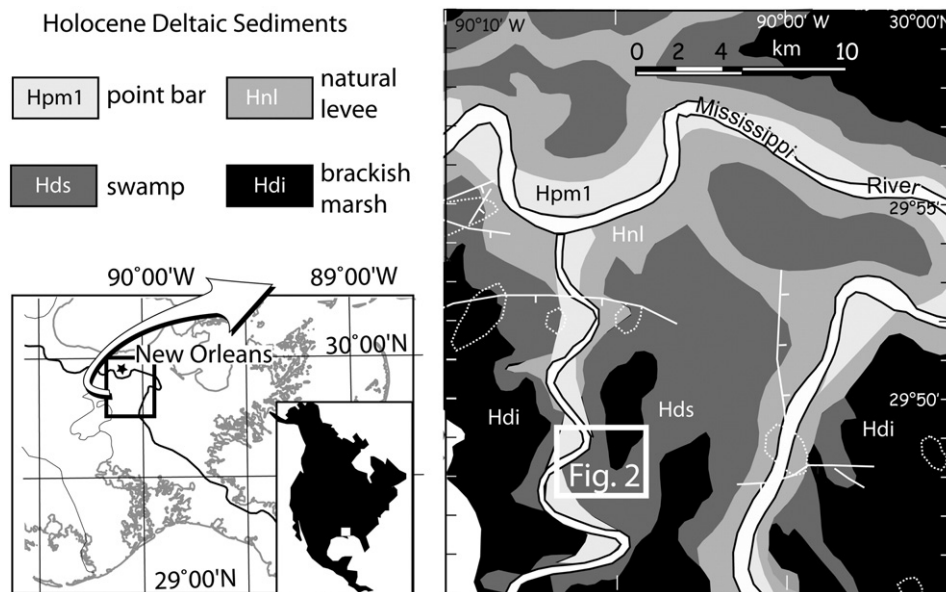 Holocene Deltaic Sediments
Hpm1 point bar
Hnl natural levee
Hds swamp
Hdi brackish marsh
90°00'W
89°00'W
New Orleans
30°00'N
29°00'N
90°10' W
90°00' W
30°00' N
0 2 4 km 10
Mississippi
River
29°55'
Hpm1
Hnl
29°50'
Hdi
Hds
Hdi
Fig. 2